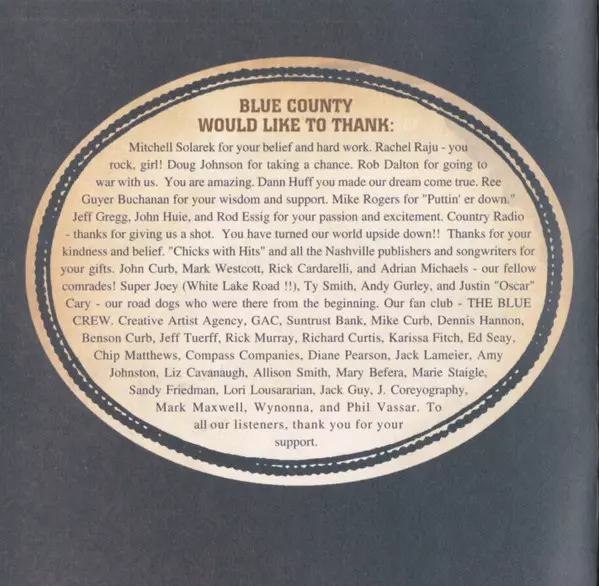 BLUE COUNTY
WOULD LIKE TO THANK:
Mitchell Solarek for your belief and hard work. Rachel Raju - you
rock, girl! Doug Johnson for taking a chance. Rob Dalton for going
to war with us. You are amazing. Dann Huff you made our dream come true. Ree
Guyer Buchanan for your wisdom and support. Mike Rogers for "Puttin' er down."
Jeff Gregg, John Huie, and Rod Essig for your passion and excitement. Country Radio
- thanks for giving us a shot. You have turned our world upside down!! Thanks for your
kindness and belief. "Chicks with Hits" and all the Nashville publishers and songwriters for
your gifts. John Curb, Mark Westcott, Rick Cardarelli, and Adrian Michaels - our fellow
comrades! Super Joey (White Lake Road !!), Ty Smith, Andy Gurley, and Justin "Oscar"
Cary - our road dogs who were there from the beginning. Our fan club - THE BLUE
CREW. Creative Artist Agency, GAC, Suntrust Bank, Mike Curb, Dennis Hannon,
Benson Curb, Jeff Tuerff, Rick Murray, Richard Curtis, Karissa Fitch, Ed Seay,
Chip Matthews, Compass Companies, Diane Pearson, Jack Lameier, Amy
Johnston, Liz Cavanaugh, Allison Smith, Mary Befera, Marie Staigle,
Sandy Friedman, Lori Lousararian, Jack Guy, J. Coreyography,
Mark Maxwell, Wynonna, and Phil Vassar. To
all our listeners, thank you for your
support.